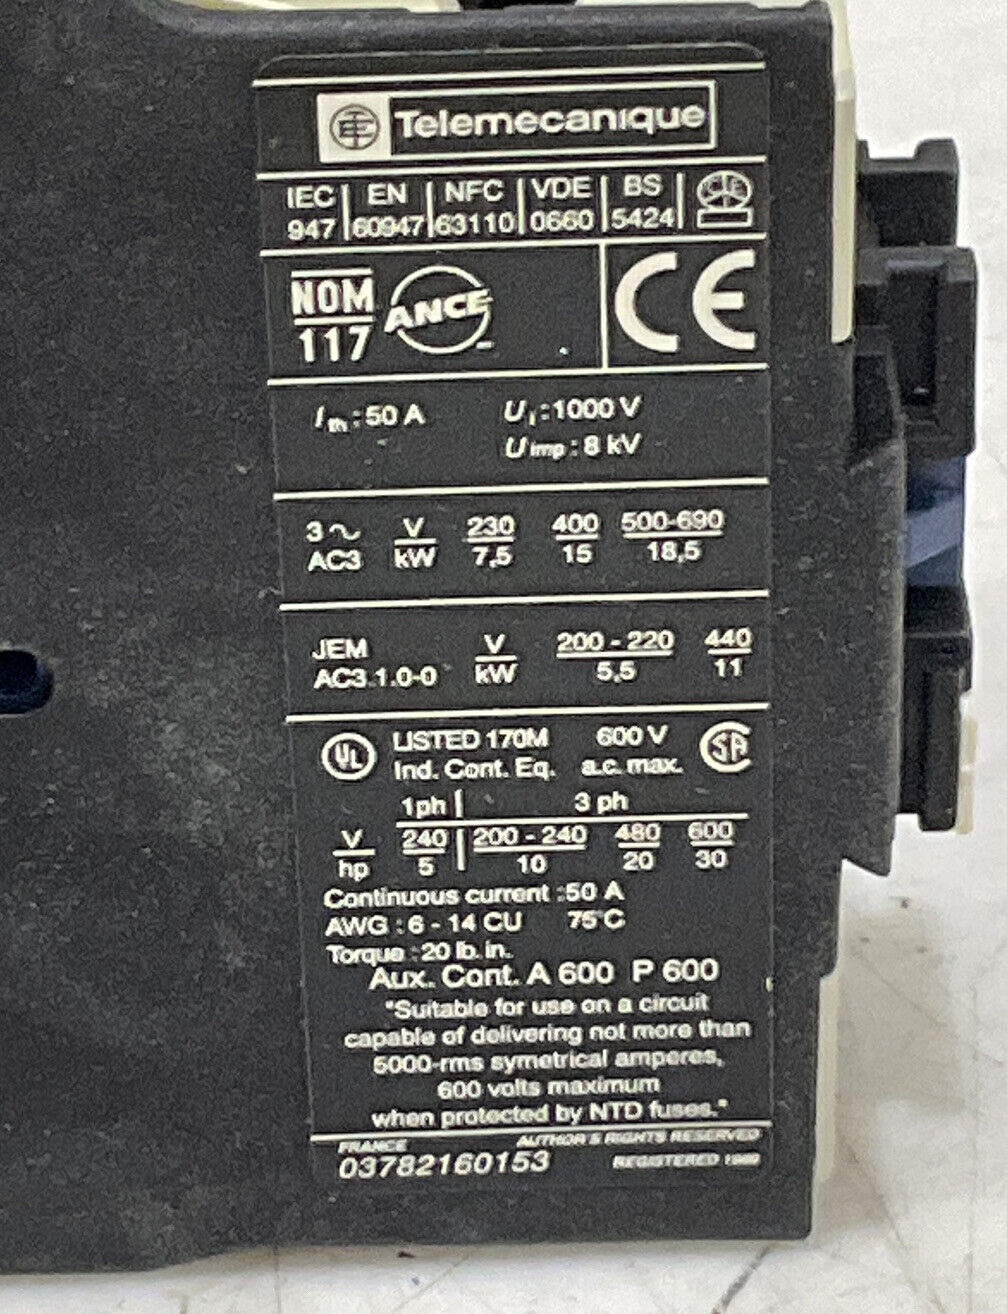 Telemecanique
IEC EN NFC VDE BS
947 60947 63110 0660 5424
NOM ANCE CE
117
Ith : 50 A Ui : 1000 V
Uimp : 8 kV
3 ~ V 230 400 500-690
AC3 kW 7,5 15 18,5
JEM V 200 - 220 440
AC3.1.0-0 kW 5,5 11
UL LISTED 170M 600 V SA
Ind. Cont. Eq. a.c. max.
1ph 3 ph
V 240 200 - 240 480 600
hp 5 10 20 30
Continuous current : 50 A
AWG : 6 - 14 CU 75°C
Torque : 20 lb. in.
Aux. Cont. A 600 P 600
"Suitable for use on a circuit
capable of delivering not more than
5000-rms symetrical amperes,
600 volts maximum
when protected by NTD fuses."
FRANCE AUTHOR S RIGHTS RESERVED
03782160153 REGISTERED